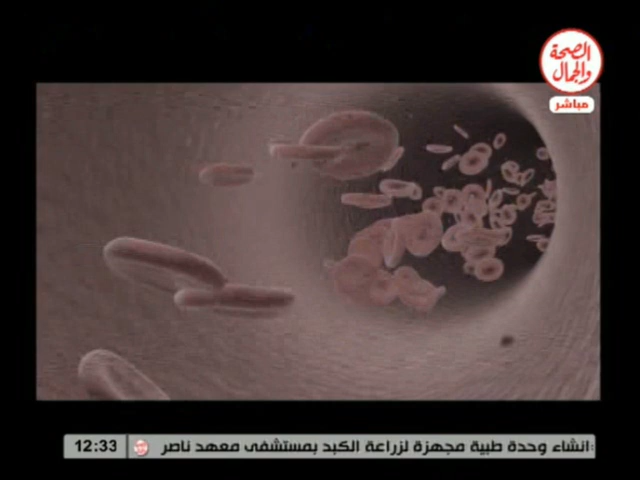 الصحة
والجمال
مباشر
انشاء وحدة طبية مجهزة لزراعة الكبد بمستشفى معهد ناصر
12:33